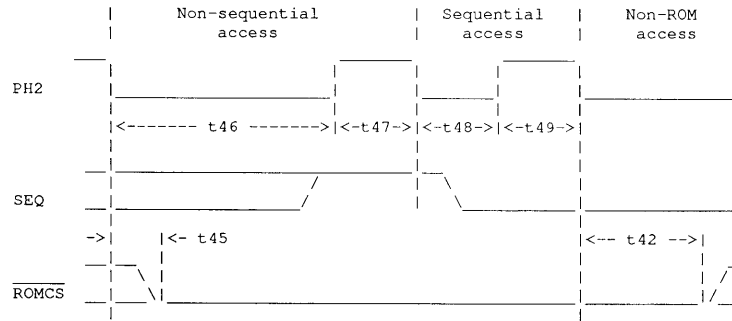 Non-sequential Sequential Non-ROM
access access access
PH2
<------ t46 -------> <-t47-> <-t48-> <-t49->
SEQ
-> |<- t45 <-- t42 -->
ROMCS